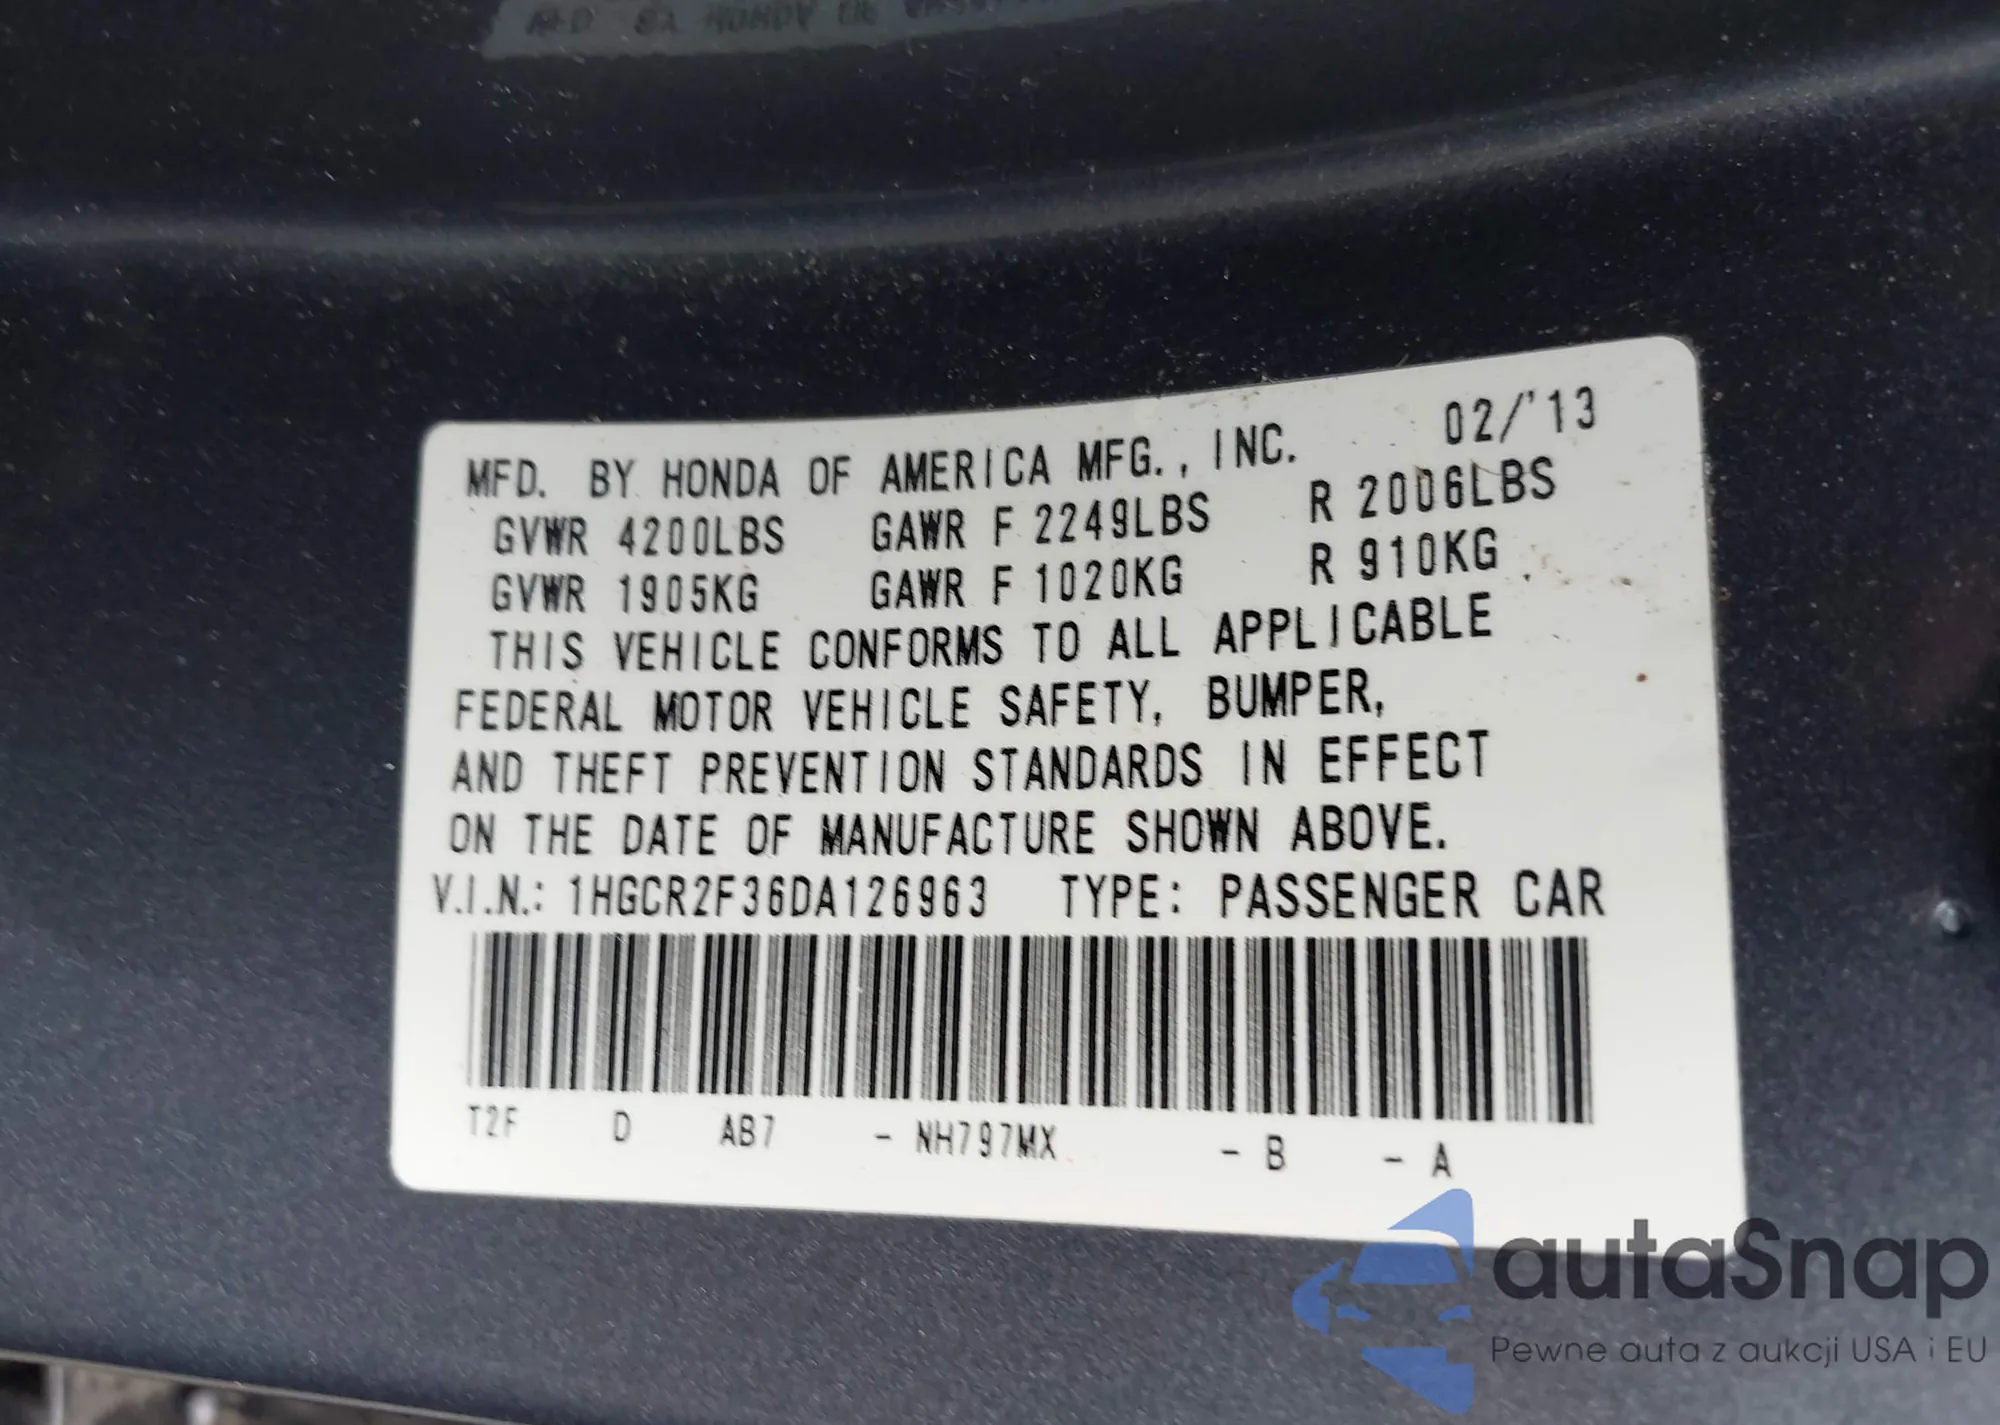 MFD. BY HONDA OF AMERICA MFG., INC. 02/'13
GVWR 4200LBS GAWR F 2249LBS R 2006LBS
GVWR 1905KG GAWR F 1020KG R 910KG
THIS VEHICLE CONFORMS TO ALL APPLICABLE
FEDERAL MOTOR VEHICLE SAFETY, BUMPER,
AND THEFT PREVENTION STANDARDS IN EFFECT
ON THE DATE OF MANUFACTURE SHOWN ABOVE.
V.I.N.: 1HGCR2F36DA126963 TYPE: PASSENGER CAR
T2F D AB7 - NH797MX - B - A
autaSnap
Pewne auta z aukcji USA i EU